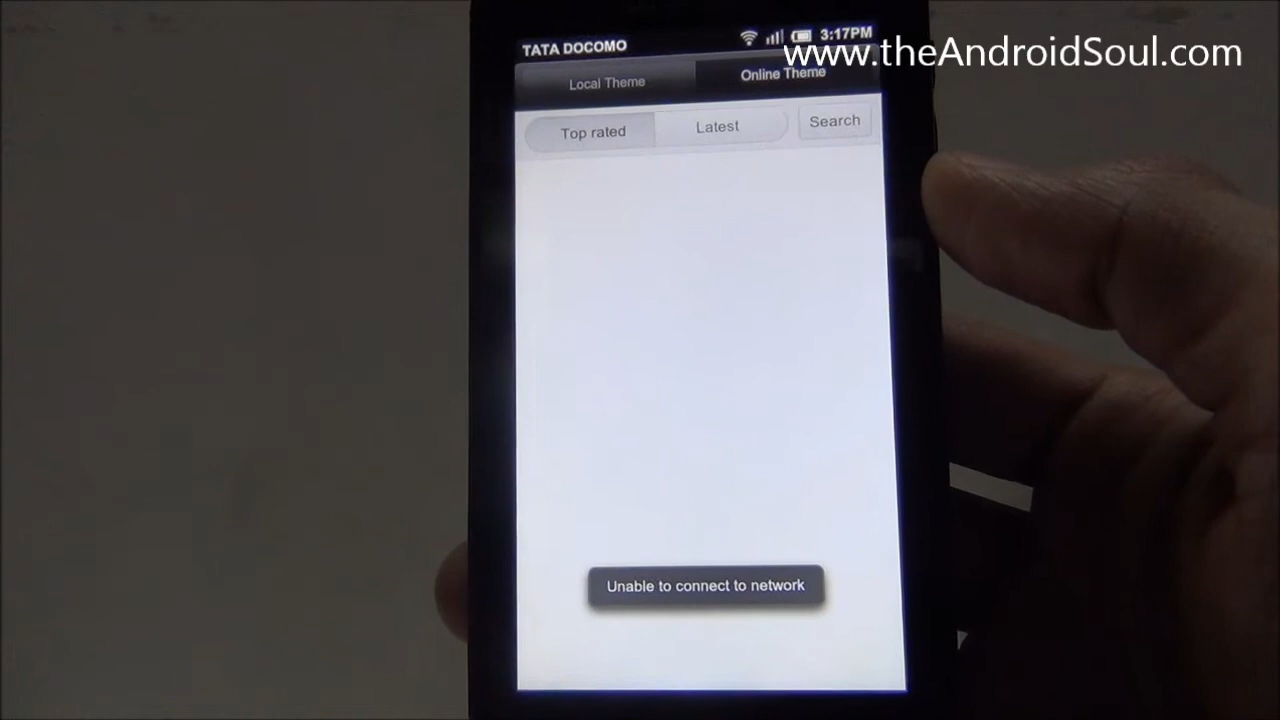 TATA DOCOMO 3:17PM
www.theAndroidSoul.com
Local Theme Online Theme
Top rated Latest Search
Unable to connect to network